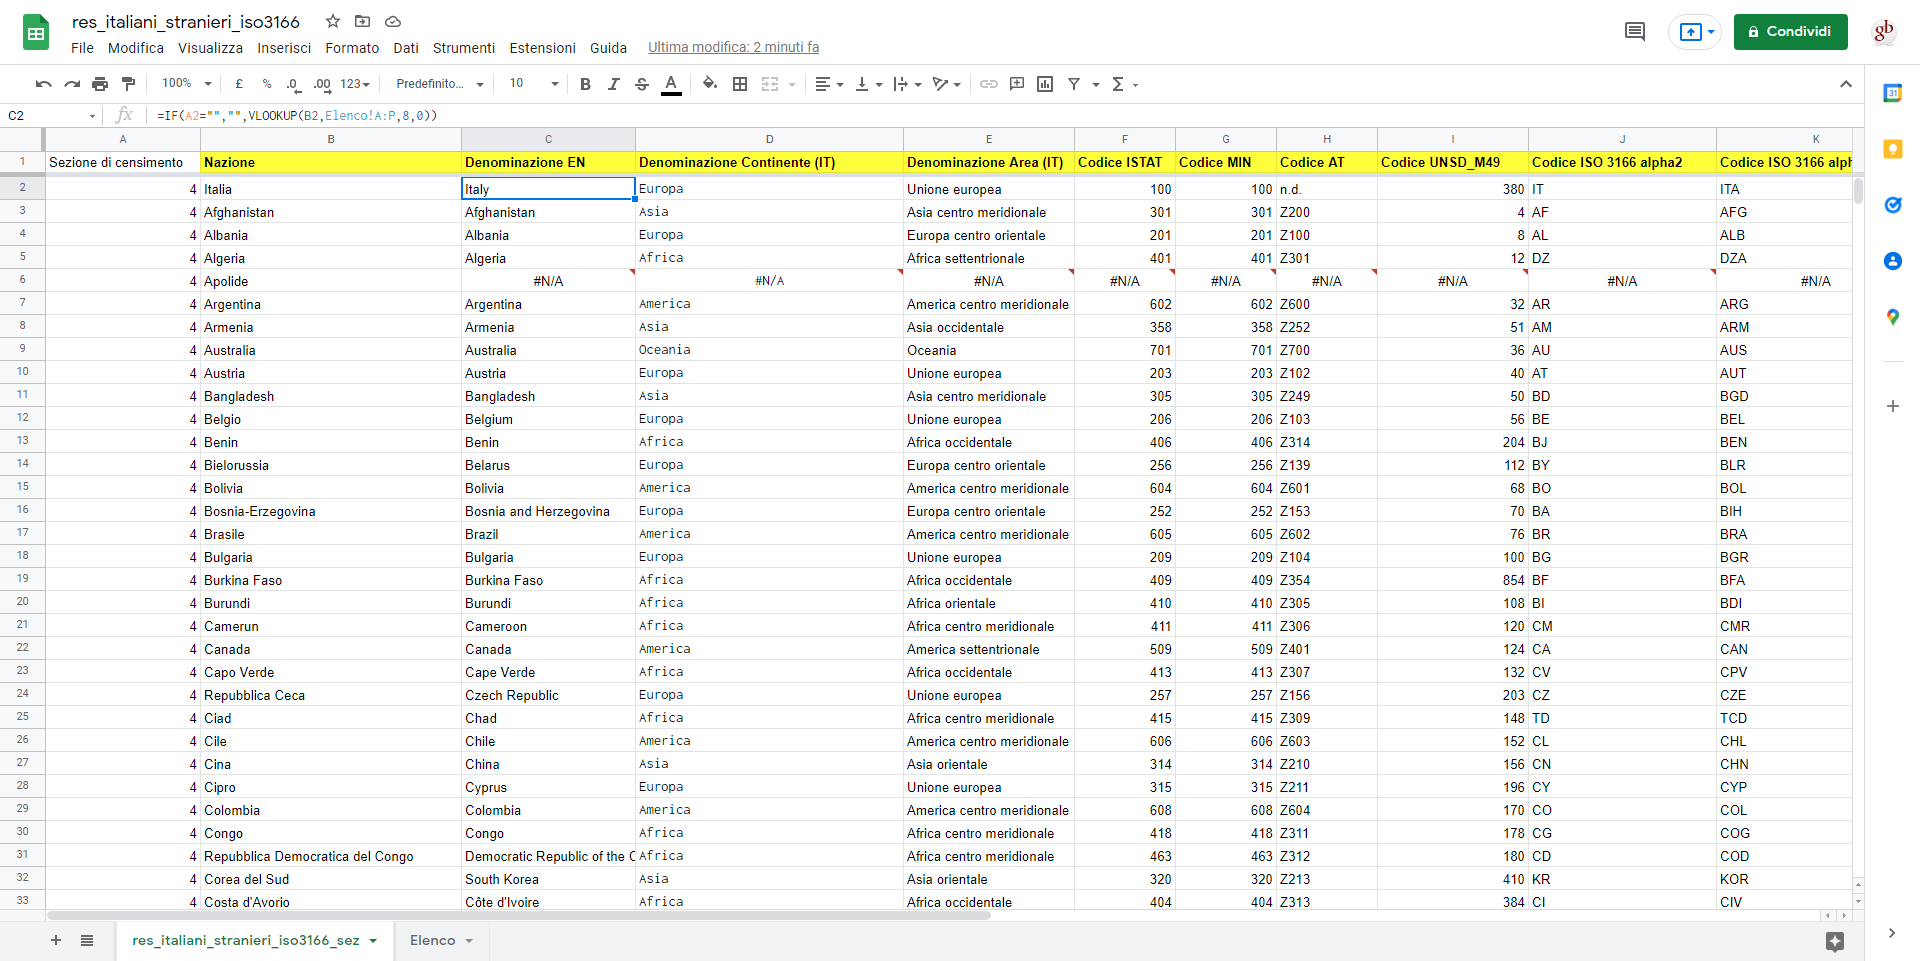 res_italiani_stranieri_iso3166
File Modifica Visualizza Inserisci Formato Dati Strumenti Estensioni Guida Ultima modifica: 2 minuti fa
Condividi
gb
100% £ % .0 .00 123 Predefinito... 10 B I S A Σ
31
C2 fx =IF(A2="","",VLOOKUP(B2,Elenco!A:P,8,0))
A B C D E F G H I J K
1 Sezione di censimento Nazione Denominazione EN Denominazione Continente (IT) Denominazione Area (IT) Codice ISTAT Codice MIN Codice AT Codice UNSD_M49 Codice ISO 3166 alpha2 Codice ISO 3166 alph
2 4 Italia Italy Europa Unione europea 100 100 n.d. 380 IT ITA
3 4 Afghanistan Afghanistan Asia Asia centro meridionale 301 301 Z200 4 AF AFG
4 4 Albania Albania Europa Europa centro orientale 201 201 Z100 8 AL ALB
5 4 Algeria Algeria Africa Africa settentrionale 401 401 Z301 12 DZ DZA
6 4 Apolide #N/A #N/A #N/A #N/A #N/A #N/A #N/A #N/A #N/A
7 4 Argentina Argentina America America centro meridionale 602 602 Z600 32 AR ARG
8 4 Armenia Armenia Asia Asia occidentale 358 358 Z252 51 AM ARM
9 4 Australia Australia Oceania Oceania 701 701 Z700 36 AU AUS
10 4 Austria Austria Europa Unione europea 203 203 Z102 40 AT AUT
11 4 Bangladesh Bangladesh Asia Asia centro meridionale 305 305 Z249 50 BD BGD
12 4 Belgio Belgium Europa Unione europea 206 206 Z103 56 BE BEL
13 4 Benin Benin Africa Africa occidentale 406 406 Z314 204 BJ BEN
14 4 Bielorussia Belarus Europa Europa centro orientale 256 256 Z139 112 BY BLR
15 4 Bolivia Bolivia America America centro meridionale 604 604 Z601 68 BO BOL
16 4 Bosnia-Erzegovina Bosnia and Herzegovina Europa Europa centro orientale 252 252 Z153 70 BA BIH
17 4 Brasile Brazil America America centro meridionale 605 605 Z602 76 BR BRA
18 4 Bulgaria Bulgaria Europa Unione europea 209 209 Z104 100 BG BGR
19 4 Burkina Faso Burkina Faso Africa Africa occidentale 409 409 Z354 854 BF BFA
20 4 Burundi Burundi Africa Africa orientale 410 410 Z305 108 BI BDI
21 4 Camerun Cameroon Africa Africa centro meridionale 411 411 Z306 120 CM CMR
22 4 Canada Canada America America settentrionale 509 509 Z401 124 CA CAN
23 4 Capo Verde Cape Verde Africa Africa occidentale 413 413 Z307 132 CV CPV
24 4 Repubblica Ceca Czech Republic Europa Unione europea 257 257 Z156 203 CZ CZE
25 4 Ciad Chad Africa Africa centro meridionale 415 415 Z309 148 TD TCD
26 4 Cile Chile America America centro meridionale 606 606 Z603 152 CL CHL
27 4 Cina China Asia Asia orientale 314 314 Z210 156 CN CHN
28 4 Cipro Cyprus Europa Unione europea 315 315 Z211 196 CY CYP
29 4 Colombia Colombia America America centro meridionale 608 608 Z604 170 CO COL
30 4 Congo Congo Africa Africa centro meridionale 418 418 Z311 178 CG COG
31 4 Repubblica Democratica del Congo Democratic Republic of the C Africa Africa centro meridionale 463 463 Z312 180 CD COD
32 4 Corea del Sud South Korea Asia Asia orientale 320 320 Z213 410 KR KOR
33 4 Costa d'Avorio Côte d'Ivoire Africa Africa occidentale 404 404 Z313 384 CI CIV
res_italiani_stranieri_iso3166_sez Elenco